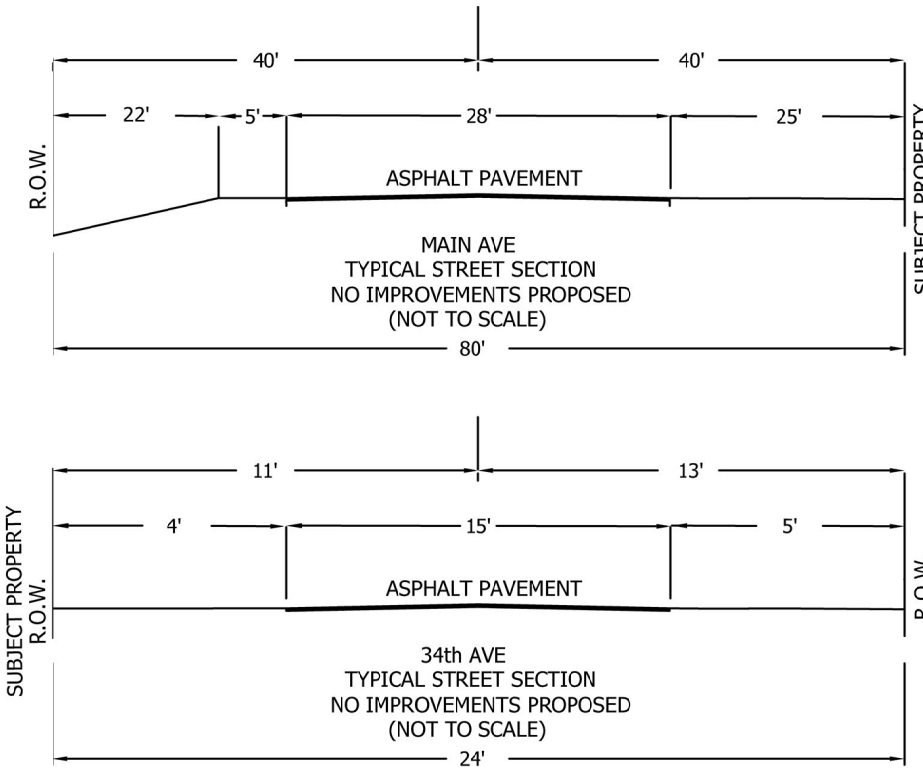 40' 40'
22' 5' 28' 25'
R.O.W.
ASPHALT PAVEMENT
SUBJECT PROPERTY
MAIN AVE
TYPICAL STREET SECTION
NO IMPROVEMENTS PROPOSED
(NOT TO SCALE)
80'
11' 13'
4' 15' 5'
SUBJECT PROPERTY
R.O.W.
ASPHALT PAVEMENT
R.O.W.
34th AVE
TYPICAL STREET SECTION
NO IMPROVEMENTS PROPOSED
(NOT TO SCALE)
24'